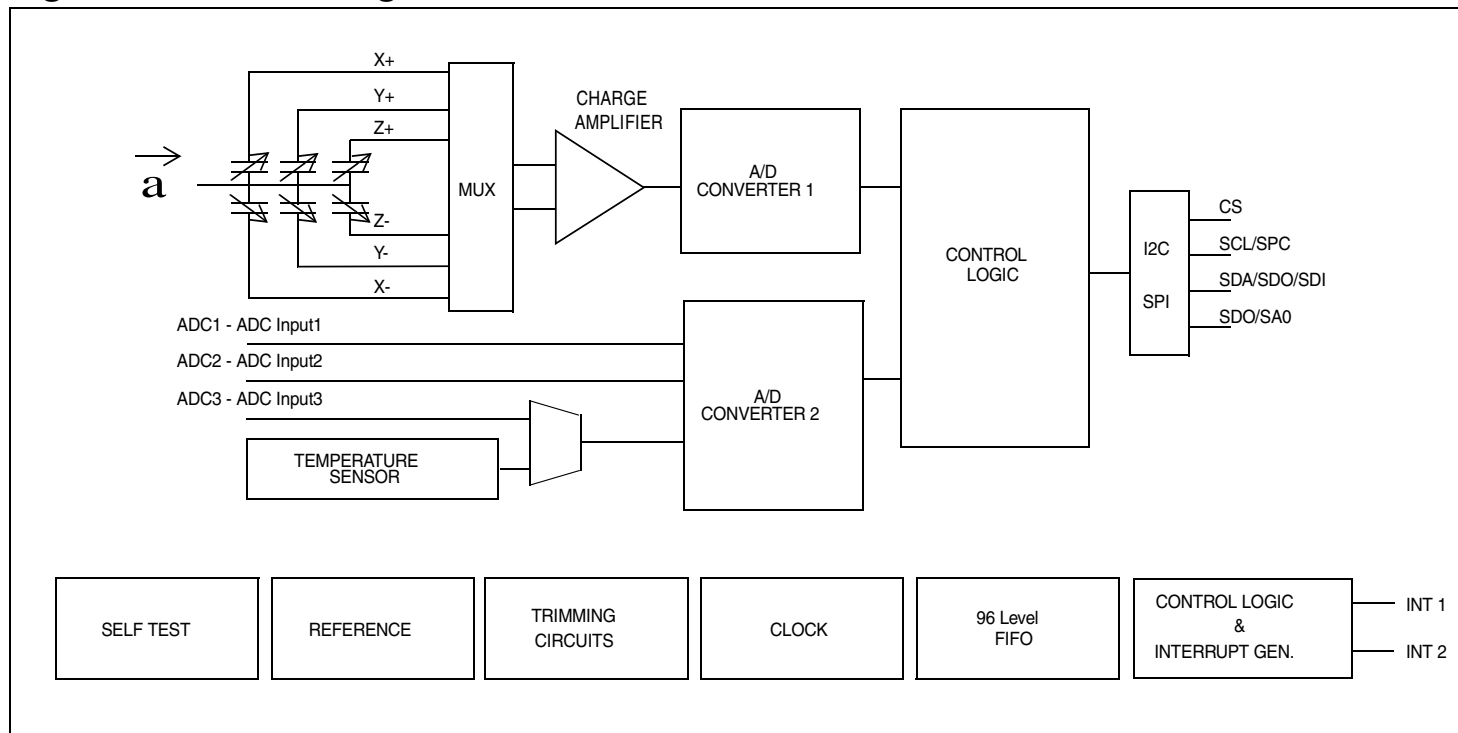 X+
Y+
Z+
a
Z-
Y-
X-
MUX
CHARGE
AMPLIFIER
A/D
CONVERTER 1
CONTROL
LOGIC
I2C
SPI
CS
SCL/SPC
SDA/SDO/SDI
SDO/SA0
ADC1 - ADC Input1
ADC2 - ADC Input2
ADC3 - ADC Input3
TEMPERATURE
SENSOR
A/D
CONVERTER 2
SELF TEST
REFERENCE
TRIMMING
CIRCUITS
CLOCK
96 Level
FIFO
CONTROL LOGIC
&
INTERRUPT GEN.
INT 1
INT 2